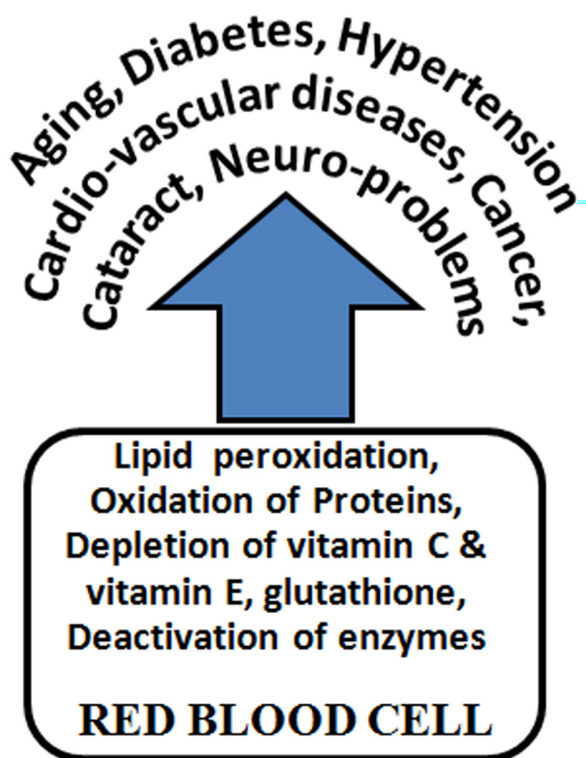 Aging, Diabetes, Hypertension
Cardio-vascular diseases, Cancer,
Cataract, Neuro-problems
Lipid peroxidation,
Oxidation of Proteins,
Depletion of vitamin C &
vitamin E, glutathione,
Deactivation of enzymes
RED BLOOD CELL